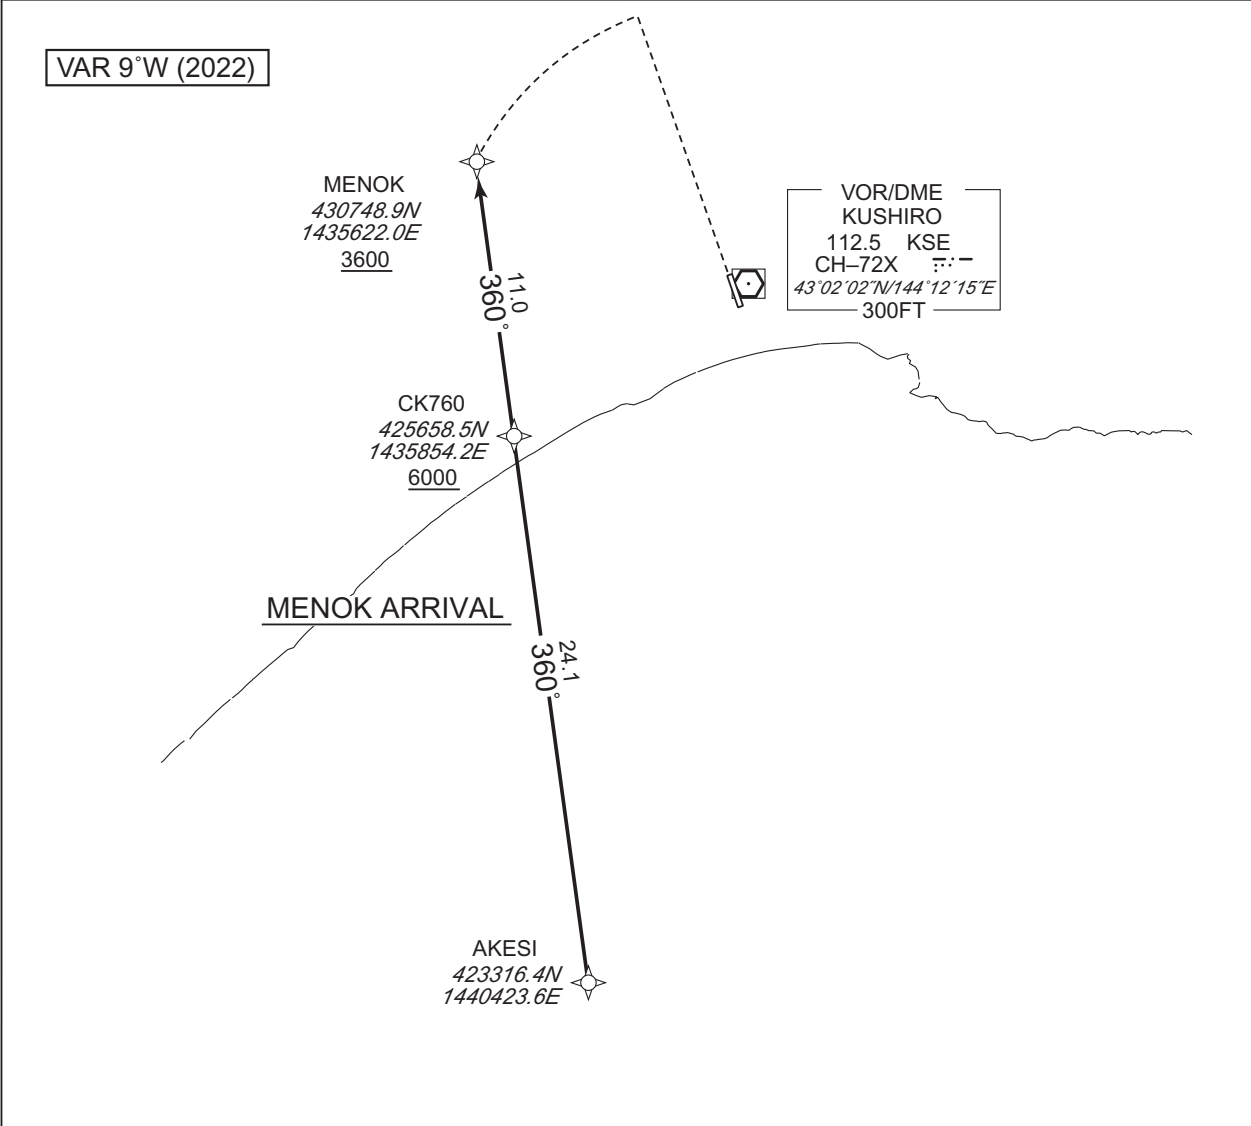 VAR 9˚W (2022)
MENOK
430748.9N
1435622.0E
3600
VOR/DME
KUSHIRO
112.5 KSE
CH–72X
43˚02´02˝N/144˚12´15˝E
300FT
11.0
360˚
CK760
425658.5N
1435854.2E
6000
MENOK ARRIVAL
24.1
360˚
AKESI
423316.4N
1440423.6E